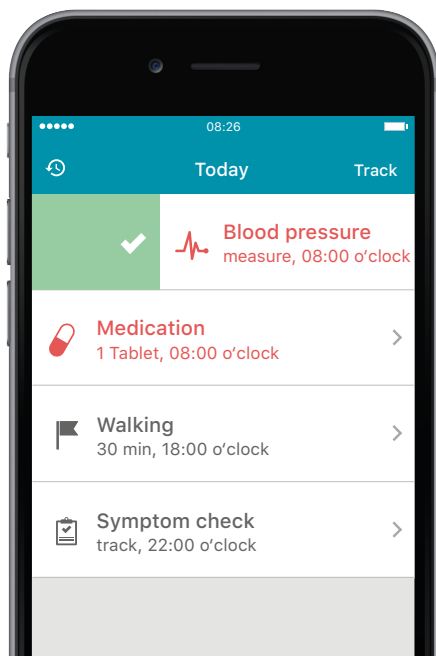 08:26
Today
Track
Blood pressure
measure, 08:00 o‘clock
Medication
1 Tablet, 08:00 o‘clock
Walking
30 min, 18:00 o‘clock
Symptom check
track, 22:00 o‘clock